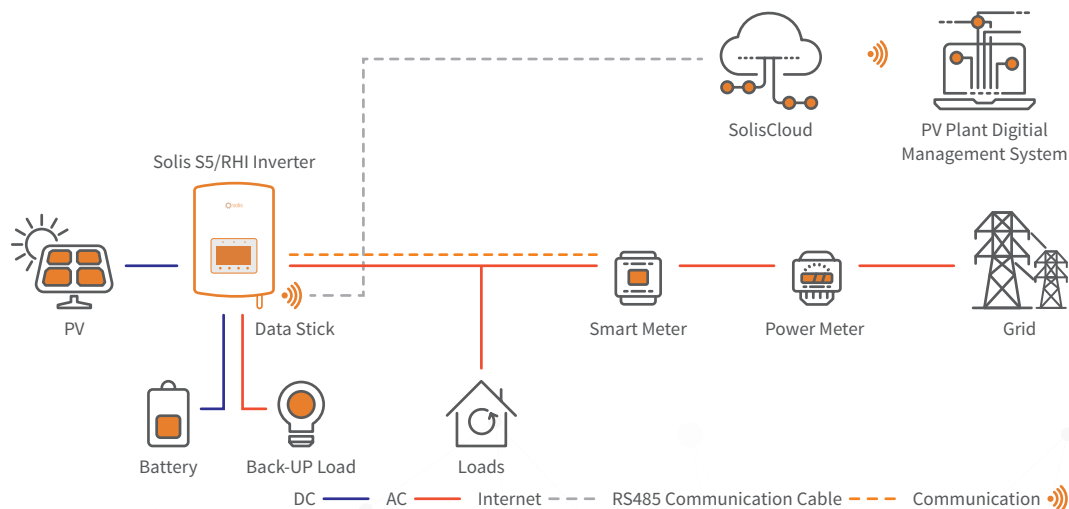 SolisCloud
PV Plant Digitial
Management System
Solis S5/RHI Inverter
solis
PV
Data Stick
Smart Meter
Power Meter
Grid
Battery
Back-UP Load
Loads
DC AC Internet RS485 Communication Cable Communication